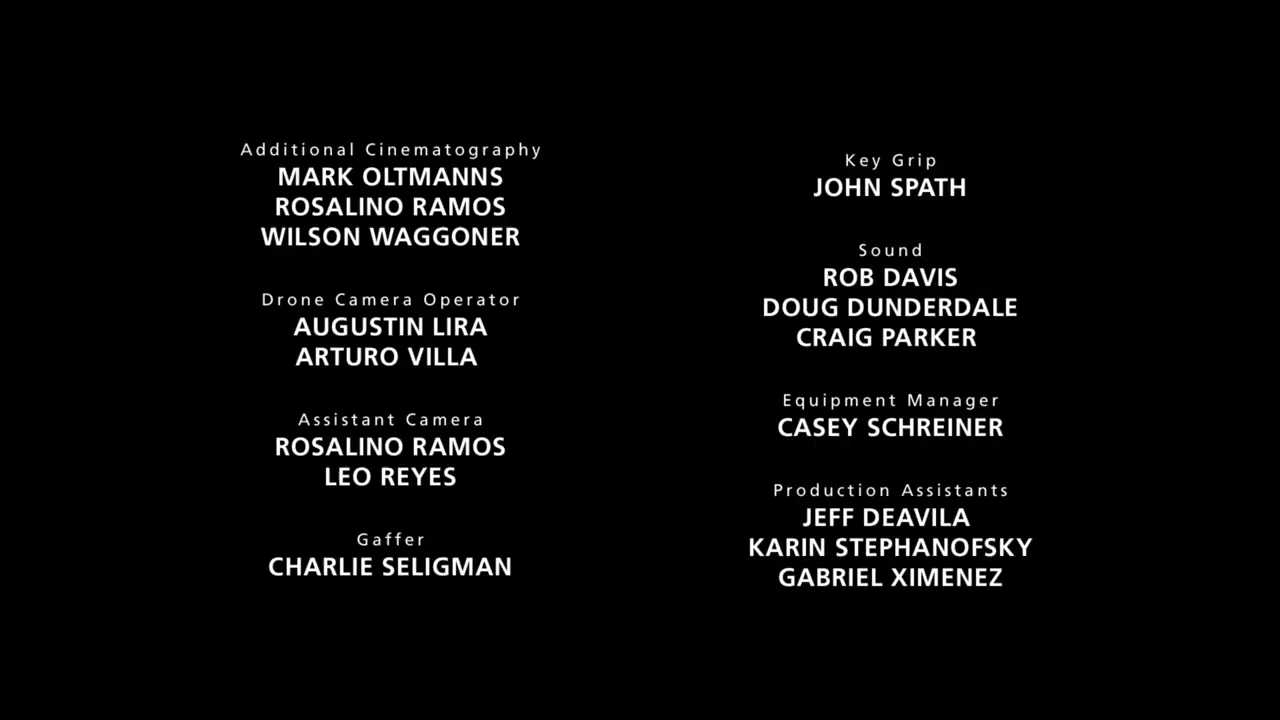 Additional Cinematography
MARK OLTMANNS
ROSALINO RAMOS
WILSON WAGGONER
Drone Camera Operator
AUGUSTIN LIRA
ARTURO VILLA
Assistant Camera
ROSALINO RAMOS
LEO REYES
Gaffer
CHARLIE SELIGMAN
Key Grip
JOHN SPATH
Sound
ROB DAVIS
DOUG DUNDERDALE
CRAIG PARKER
Equipment Manager
CASEY SCHREINER
Production Assistants
JEFF DEAVILA
KARIN STEPHANOFSKY
GABRIEL XIMENEZ